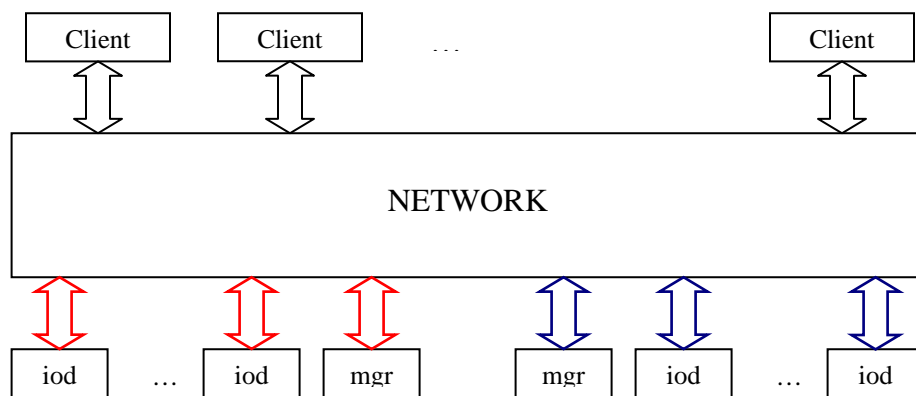 Client Client ... Client
NETWORK
iod ... iod mgr mgr iod ... iod